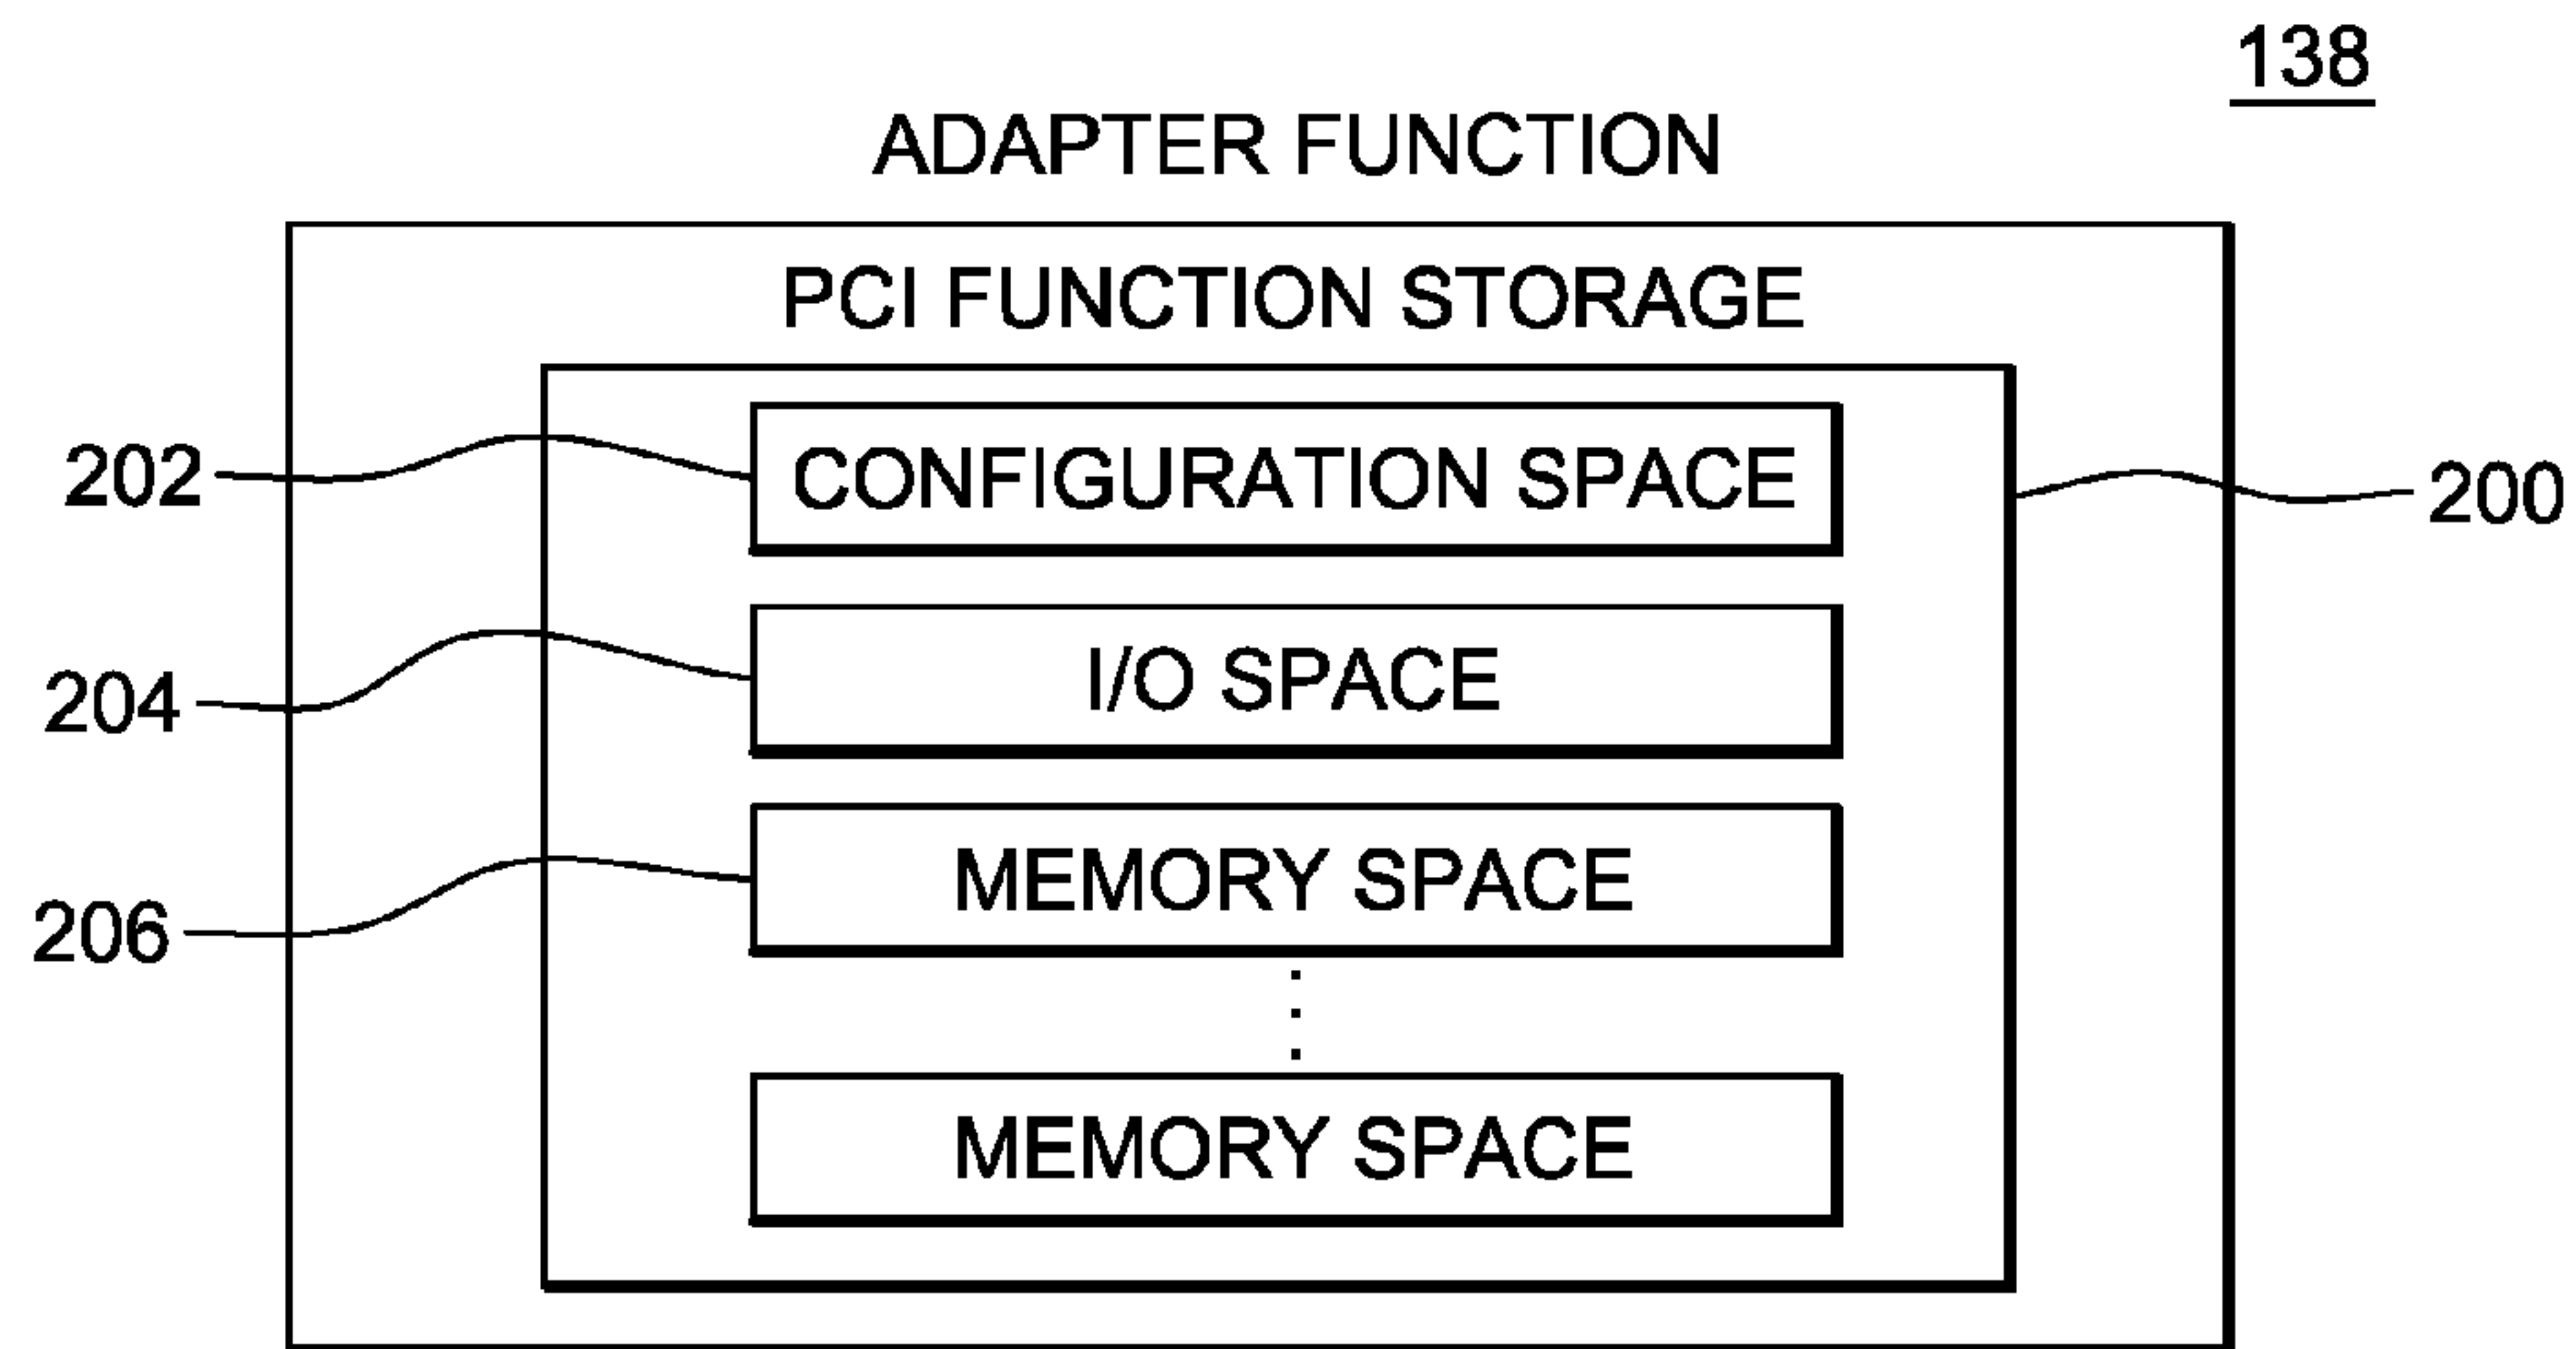 138
ADAPTER FUNCTION
PCI FUNCTION STORAGE
202
CONFIGURATION SPACE
200
204
I/O SPACE
206
MEMORY SPACE
MEMORY SPACE